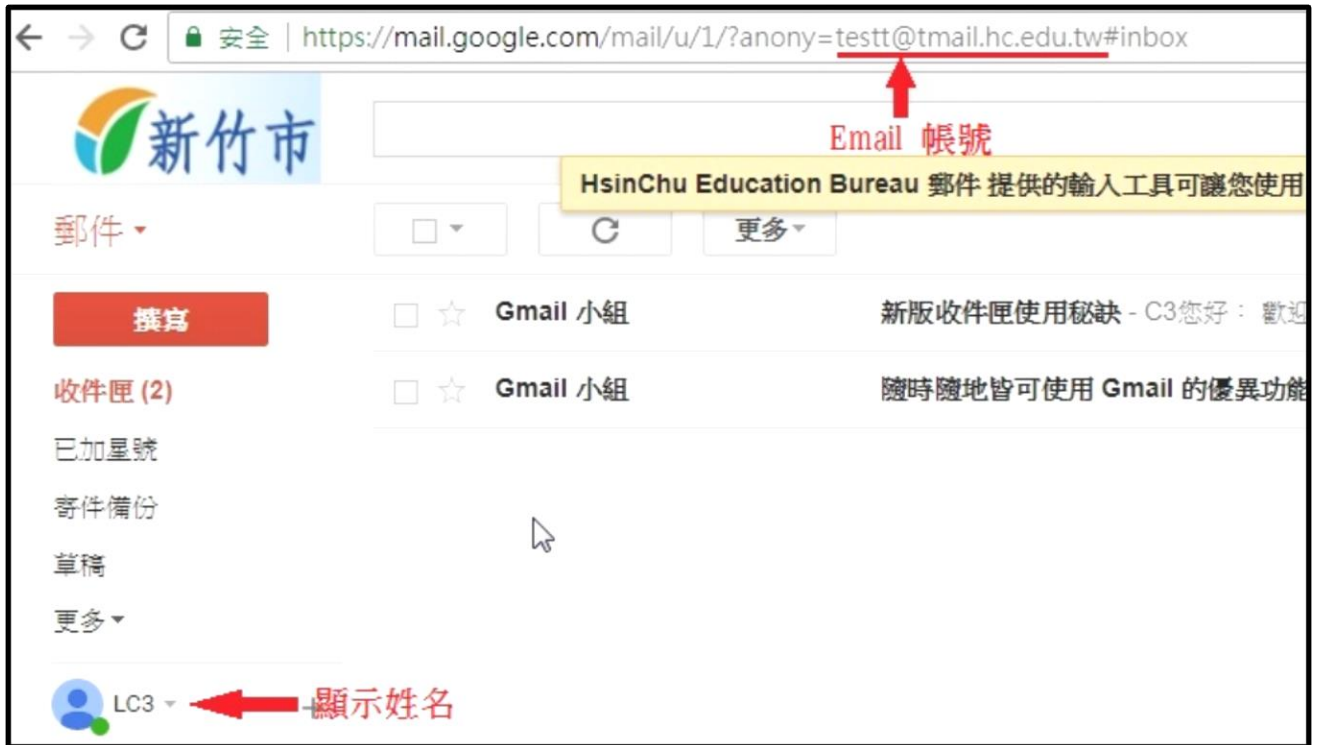 安全 | https://mail.google.com/mail/u/1/?anony=testt@tmail.hc.edu.tw#inbox
新竹市
Email 帳號
HsinChu Education Bureau 郵件 提供的輸入工具可讓您使用
郵件
更多
撰寫
Gmail 小組 新版收件匣使用秘訣 - C3您好： 歡迎
收件匣 (2)
Gmail 小組 隨時隨地皆可使用 Gmail 的優異功能
已加星號
寄件備份
草稿
更多
LC3
顯示姓名